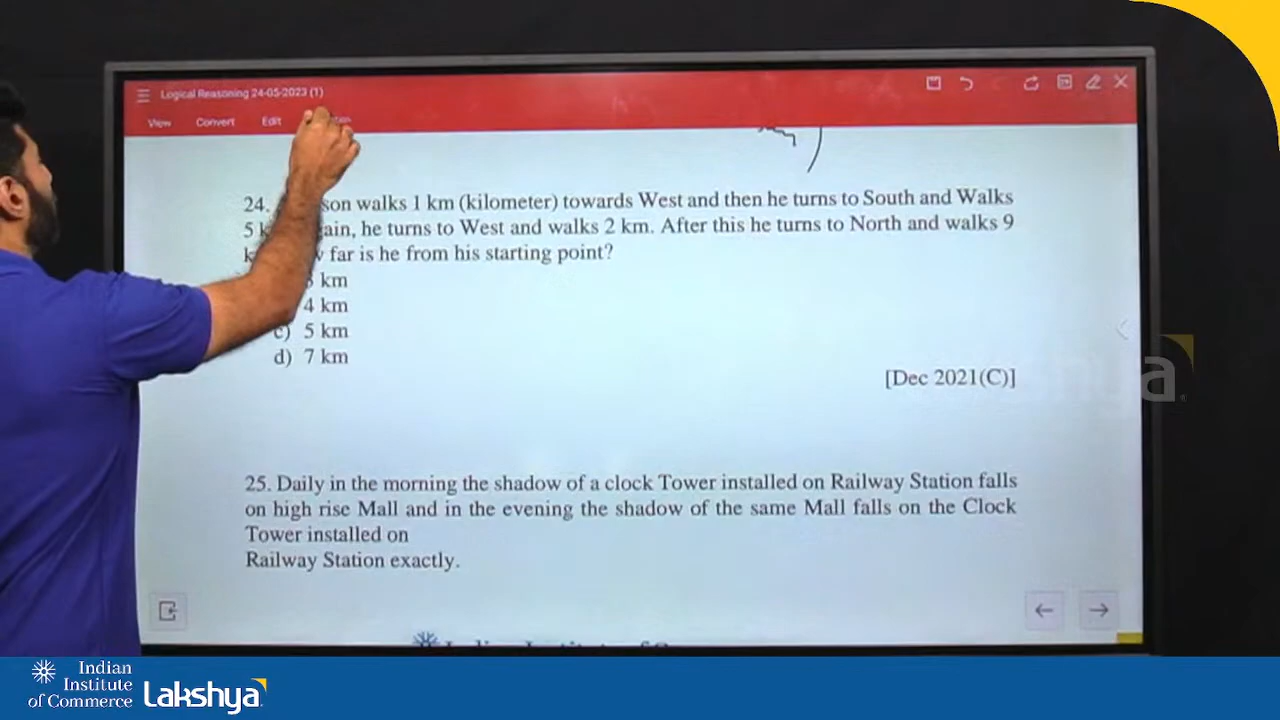 Logical Reasoning 24-05-2023 (1)
View Convert Edit
24. son walks 1 km (kilometer) towards West and then he turns to South and Walks
5 ain, he turns to West and walks 2 km. After this he turns to North and walks 9
far is he from his starting point?
km
4 km
c) 5 km
d) 7 km
[Dec 2021(C)]
25. Daily in the morning the shadow of a clock Tower installed on Railway Station falls
on high rise Mall and in the evening the shadow of the same Mall falls on the Clock
Tower installed on
Railway Station exactly.
Indian
Institute
of Commerce
Lakshya